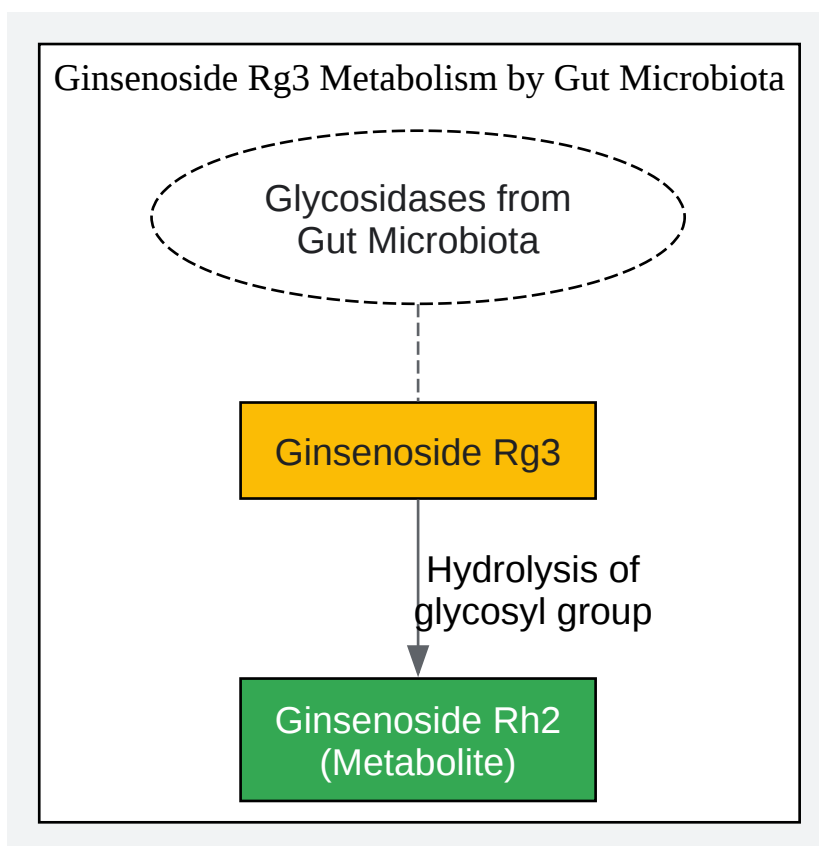 Ginsenoside Rg3 Metabolism by Gut Microbiota
Glycosidases from
Gut Microbiota
Ginsenoside Rg3
Hydrolysis of
glycosyl group
Ginsenoside Rh2
(Metabolite)